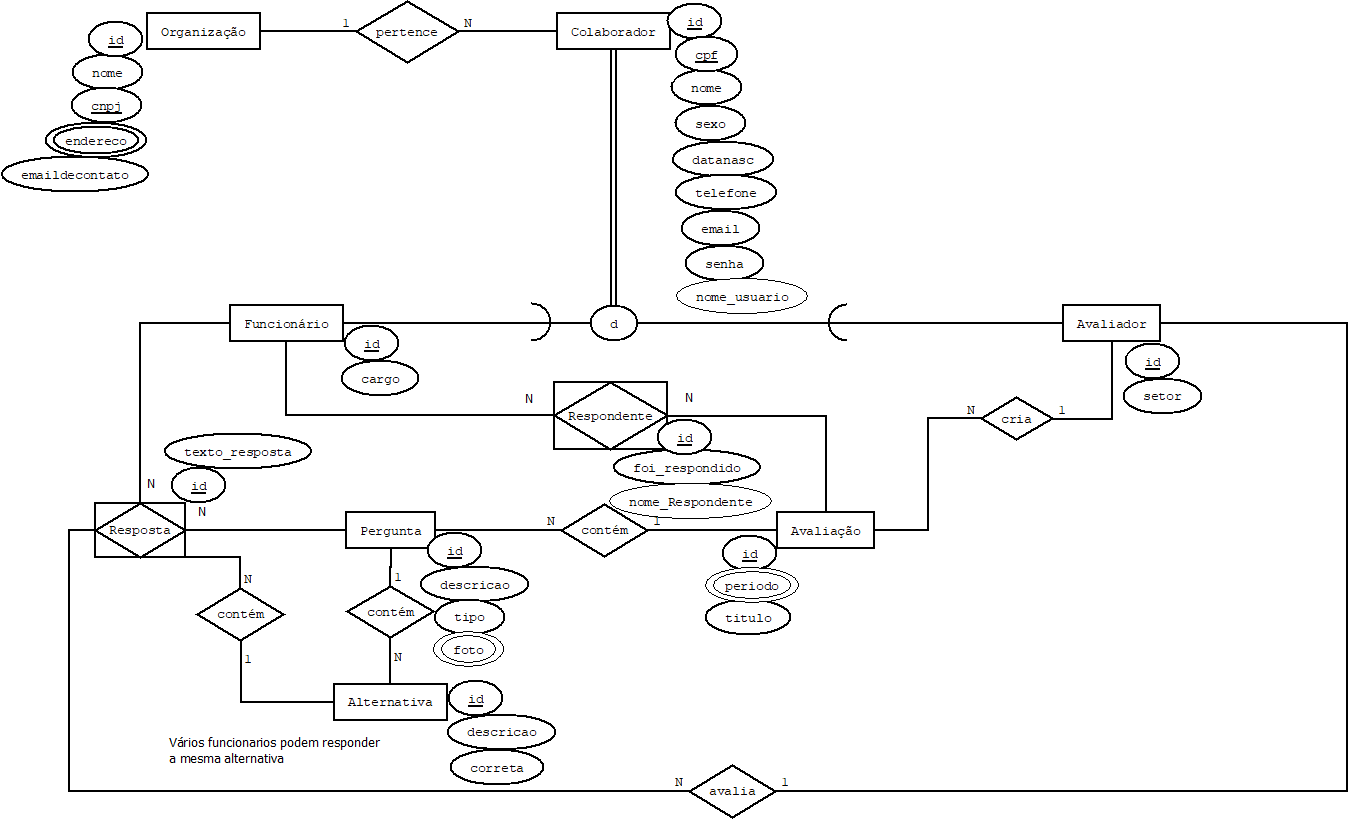 Organização
1
pertence
N
Colaborador
id
nome
cnpj
endereco
emaildecontato
id
cpf
nome
sexo
datanasc
telefone
email
senha
nome_usuario
Funcionário
d
Avaliador
id
cargo
id
setor
N
Respondente
N
N
cria
1
id
foi_respondido
nome_Respondente
texto_resposta
id
N
N
Resposta
Pergunta
N
contém
1
Avaliação
id
descricao
tipo
foto
id
periodo
titulo
N
contém
1
1
contém
N
Alternativa
id
descricao
correta
Vários funcionarios podem responder
a mesma alternativa
N
avalia
1